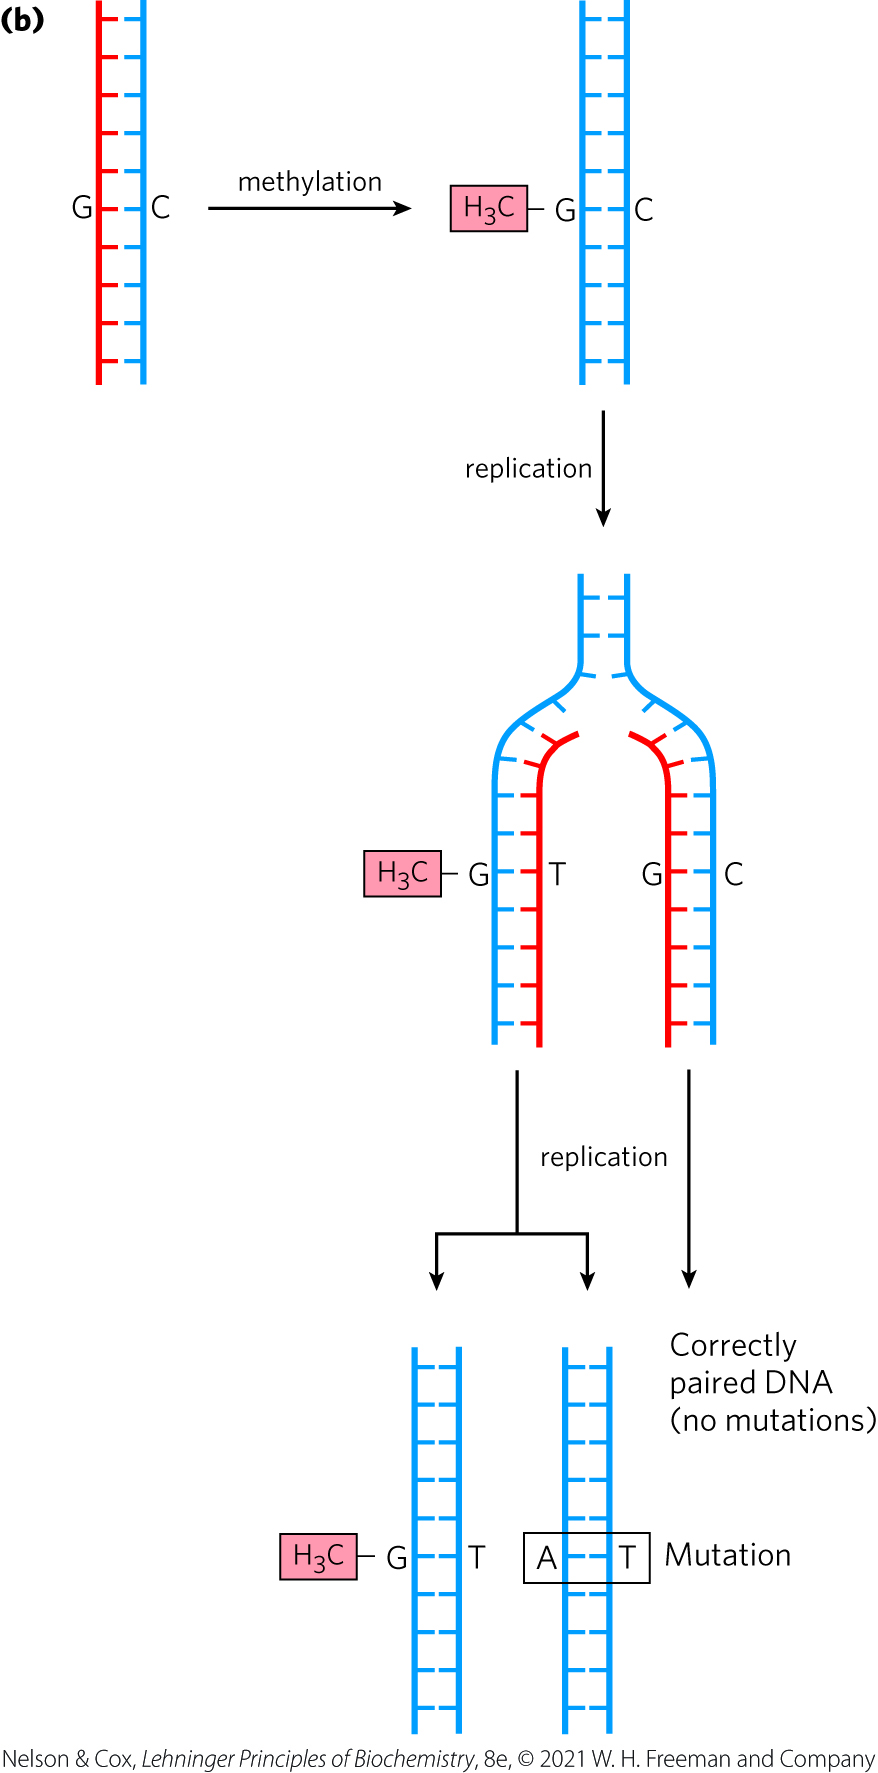 (b)
methylation
G C H₃C G C
replication
H₃C G T G C
replication
Correctly
paired DNA
(no mutations)
H₃C G T A T Mutation
Nelson & Cox, Lehninger Principles of Biochemistry, 8e, © 2021 W. H. Freeman and Company